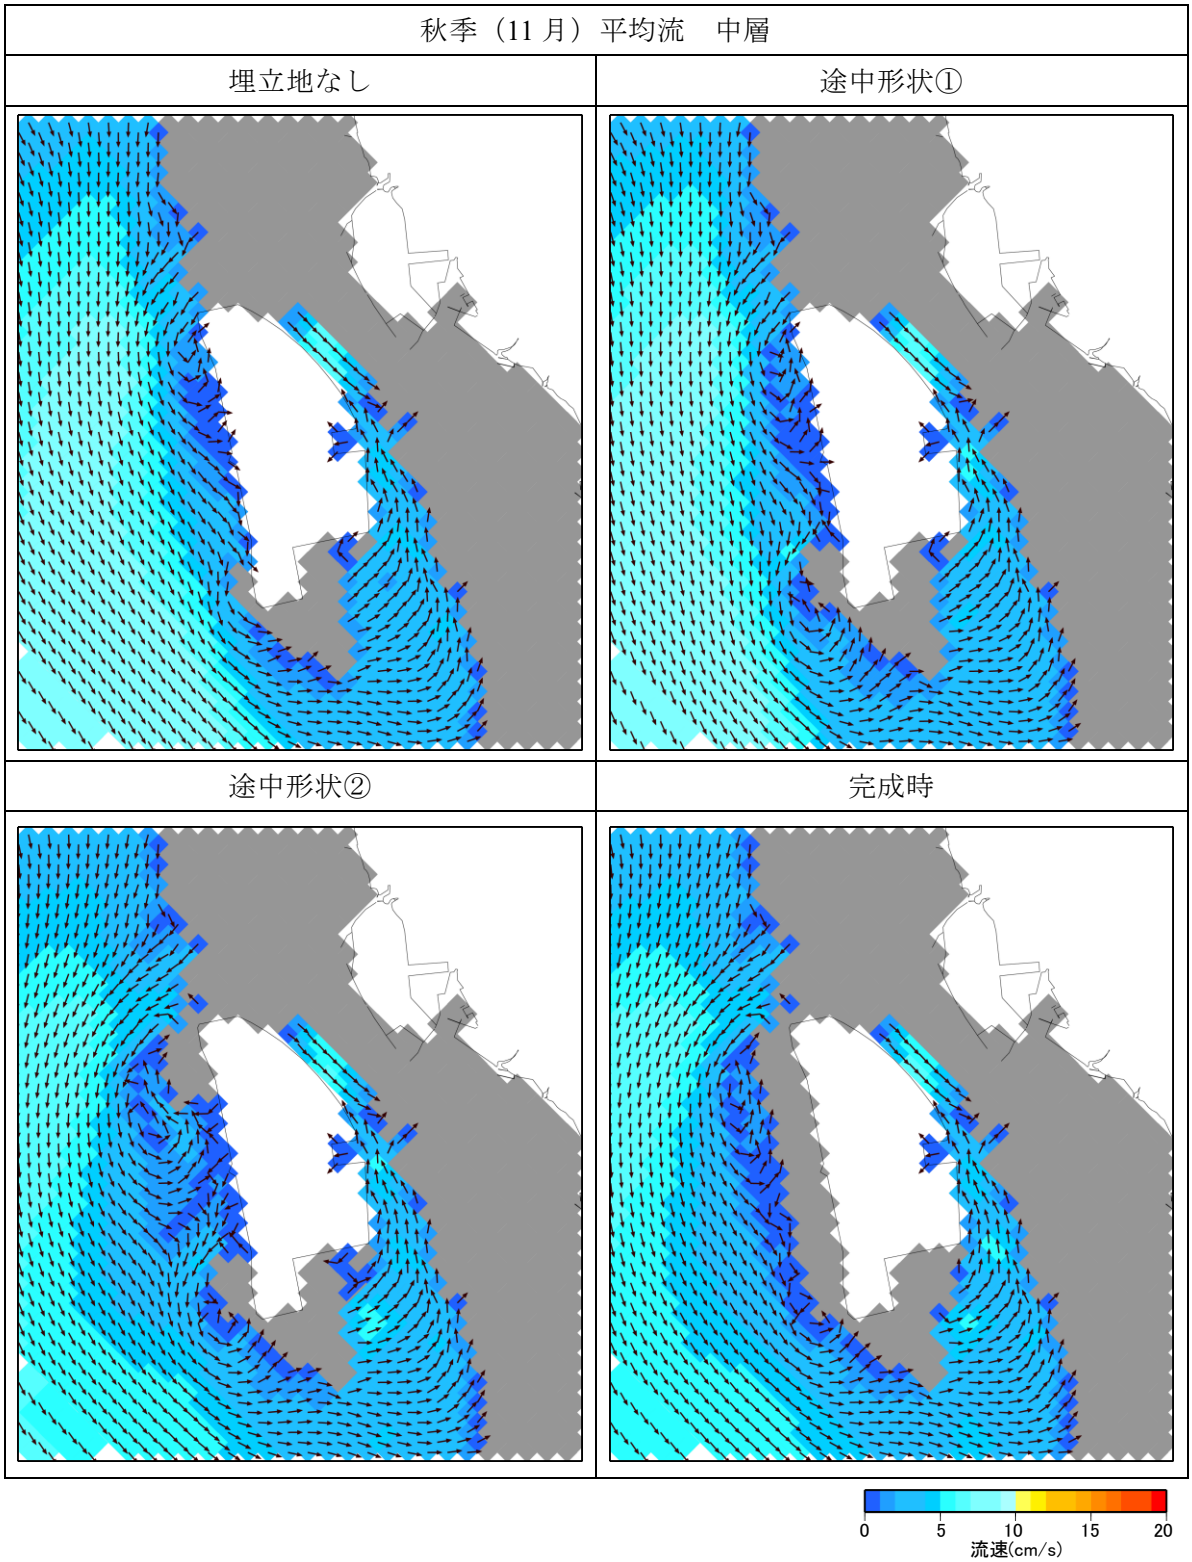 秋季（11 月）平均流　中層
埋立地なし
途中形状①
途中形状②
完成時
0 5 10 15 20
流速(cm/s)